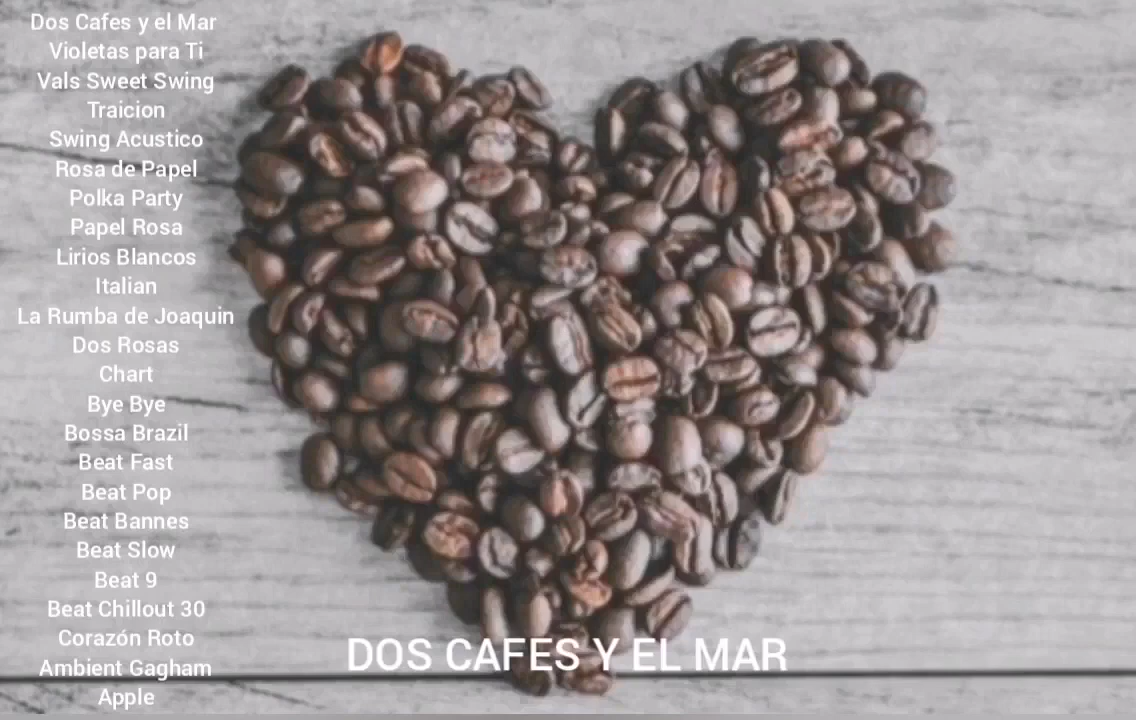 Dos Cafes y el Mar
Violetas para Ti
Vals Sweet Swing
Traicion
Swing Acustico
Rosa de Papel
Polka Party
Papel Rosa
Lirios Blancos
Italian
La Rumba de Joaquin
Dos Rosas
Chart
Bye Bye
Bossa Brazil
Beat Fast
Beat Pop
Beat Bannes
Beat Slow
Beat 9
Beat Chillout 30
Corazón Roto
Ambient Gagham
Apple
DOS CAFES Y EL MAR